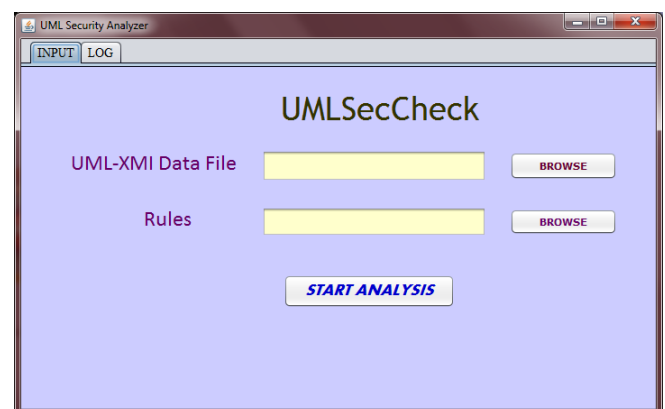 UML Security Analyzer
INPUT LOG
UMLSecCheck
UML-XMI Data File BROWSE
Rules BROWSE
START ANALYSIS